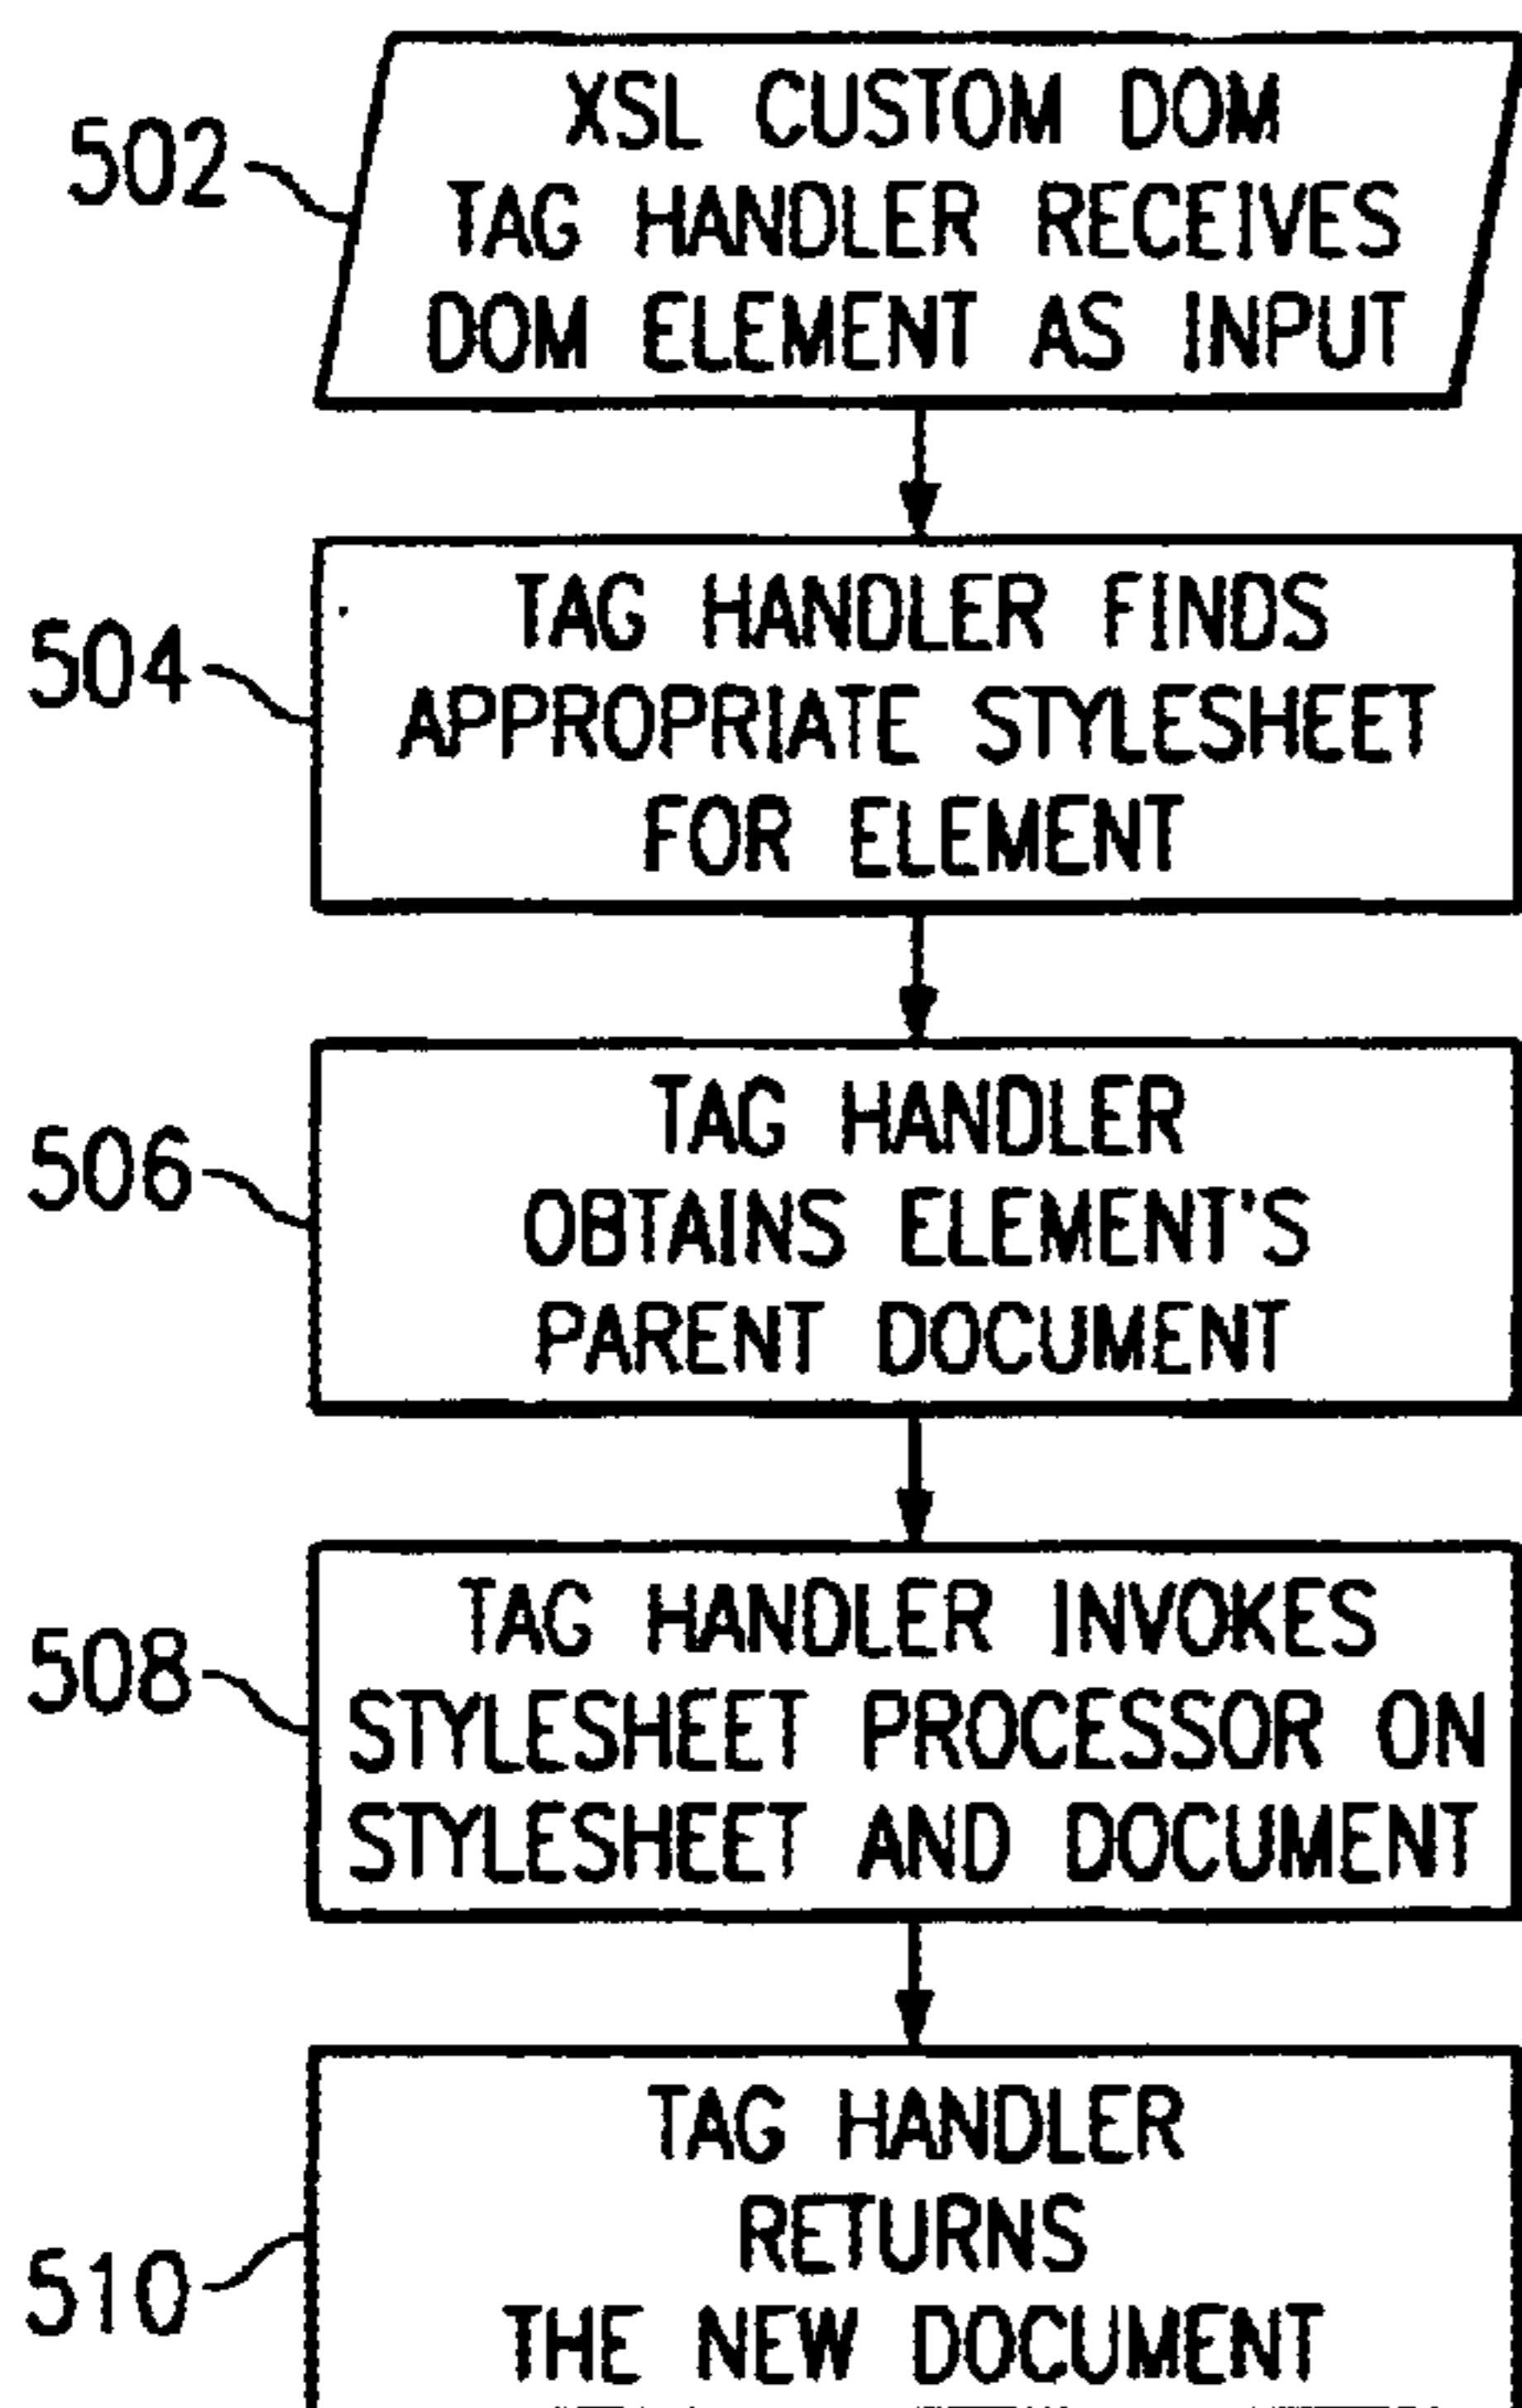 502
XSL CUSTOM DOM
TAG HANDLER RECEIVES
DOM ELEMENT AS INPUT
504
TAG HANDLER FINDS
APPROPRIATE STYLESHEET
FOR ELEMENT
506
TAG HANDLER
OBTAINS ELEMENT'S
PARENT DOCUMENT
508
TAG HANDLER INVOKES
STYLESHEET PROCESSOR ON
STYLESHEET AND DOCUMENT
510
TAG HANDLER
RETURNS
THE NEW DOCUMENT